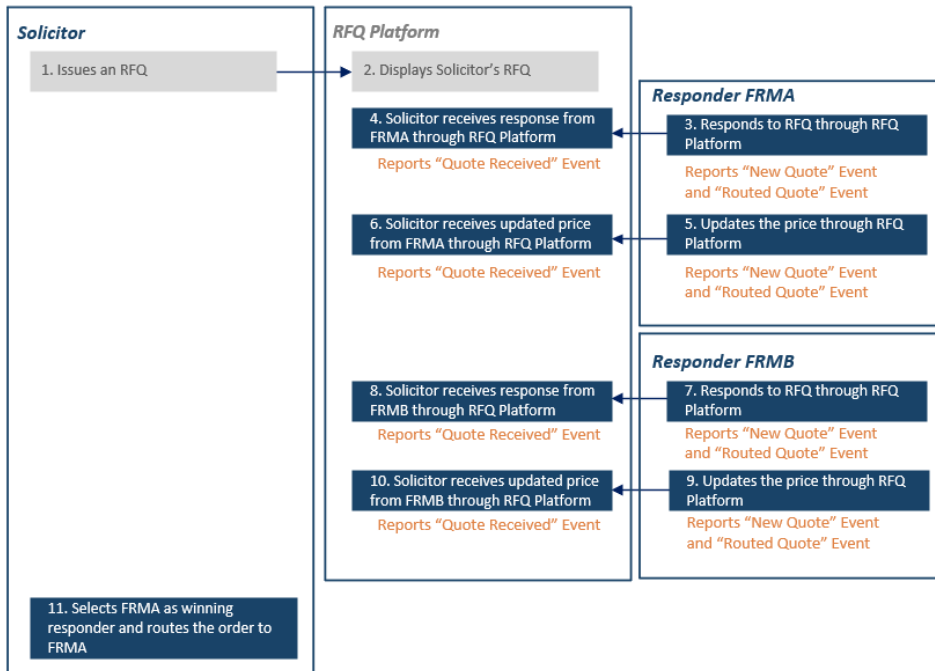 Solicitor
1. Issues an RFQ
RFQ Platform
2. Displays Solicitor's RFQ
Responder FRMA
3. Responds to RFQ through RFQ
Platform
Reports “New Quote” Event
and “Routed Quote” Event
4. Solicitor receives response from
FRMA through RFQ Platform
Reports “Quote Received” Event
5. Updates the price through RFQ
Platform
Reports “New Quote” Event
and “Routed Quote” Event
6. Solicitor receives updated price
from FRMA through RFQ Platform
Reports “Quote Received” Event
Responder FRMB
7. Responds to RFQ through RFQ
Platform
Reports “New Quote” Event
and “Routed Quote” Event
8. Solicitor receives response from
FRMB through RFQ Platform
Reports “Quote Received” Event
9. Updates the price through RFQ
Platform
Reports “New Quote” Event
and “Routed Quote” Event
10. Solicitor receives updated price
from FRMB through RFQ Platform
Reports “Quote Received” Event
11. Selects FRMA as winning
responder and routes the order to
FRMA